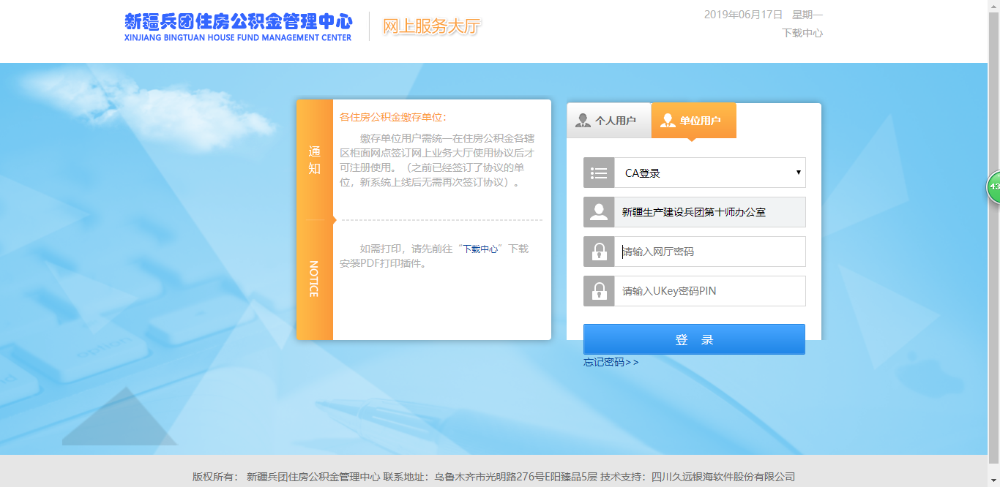 新疆兵团住房公积金管理中心
XINJIANG BINGTUAN HOUSE FUND MANAGEMENT CENTER
网上服务大厅
2019年06月17日 星期一
下载中心
通知
NOTICE
各住房公积金缴存单位：
缴存单位用户需统一在住房公积金各辖
区柜面网点签订网上业务大厅使用协议后才
可注册使用。（之前已经签订了协议的单
位，新系统上线后无需再次签订协议）。
如需打印，请先前往“下载中心”下载
安装PDF打印插件。
个人用户
单位用户
CA登录
新疆生产建设兵团第十师办公室
请输入网厅密码
请输入UKey密码PIN
登 录
忘记密码>>
43
版权所有： 新疆兵团住房公积金管理中心 联系地址：乌鲁木齐市光明路276号E阳臻品5层 技术支持：四川久远银海软件股份有限公司